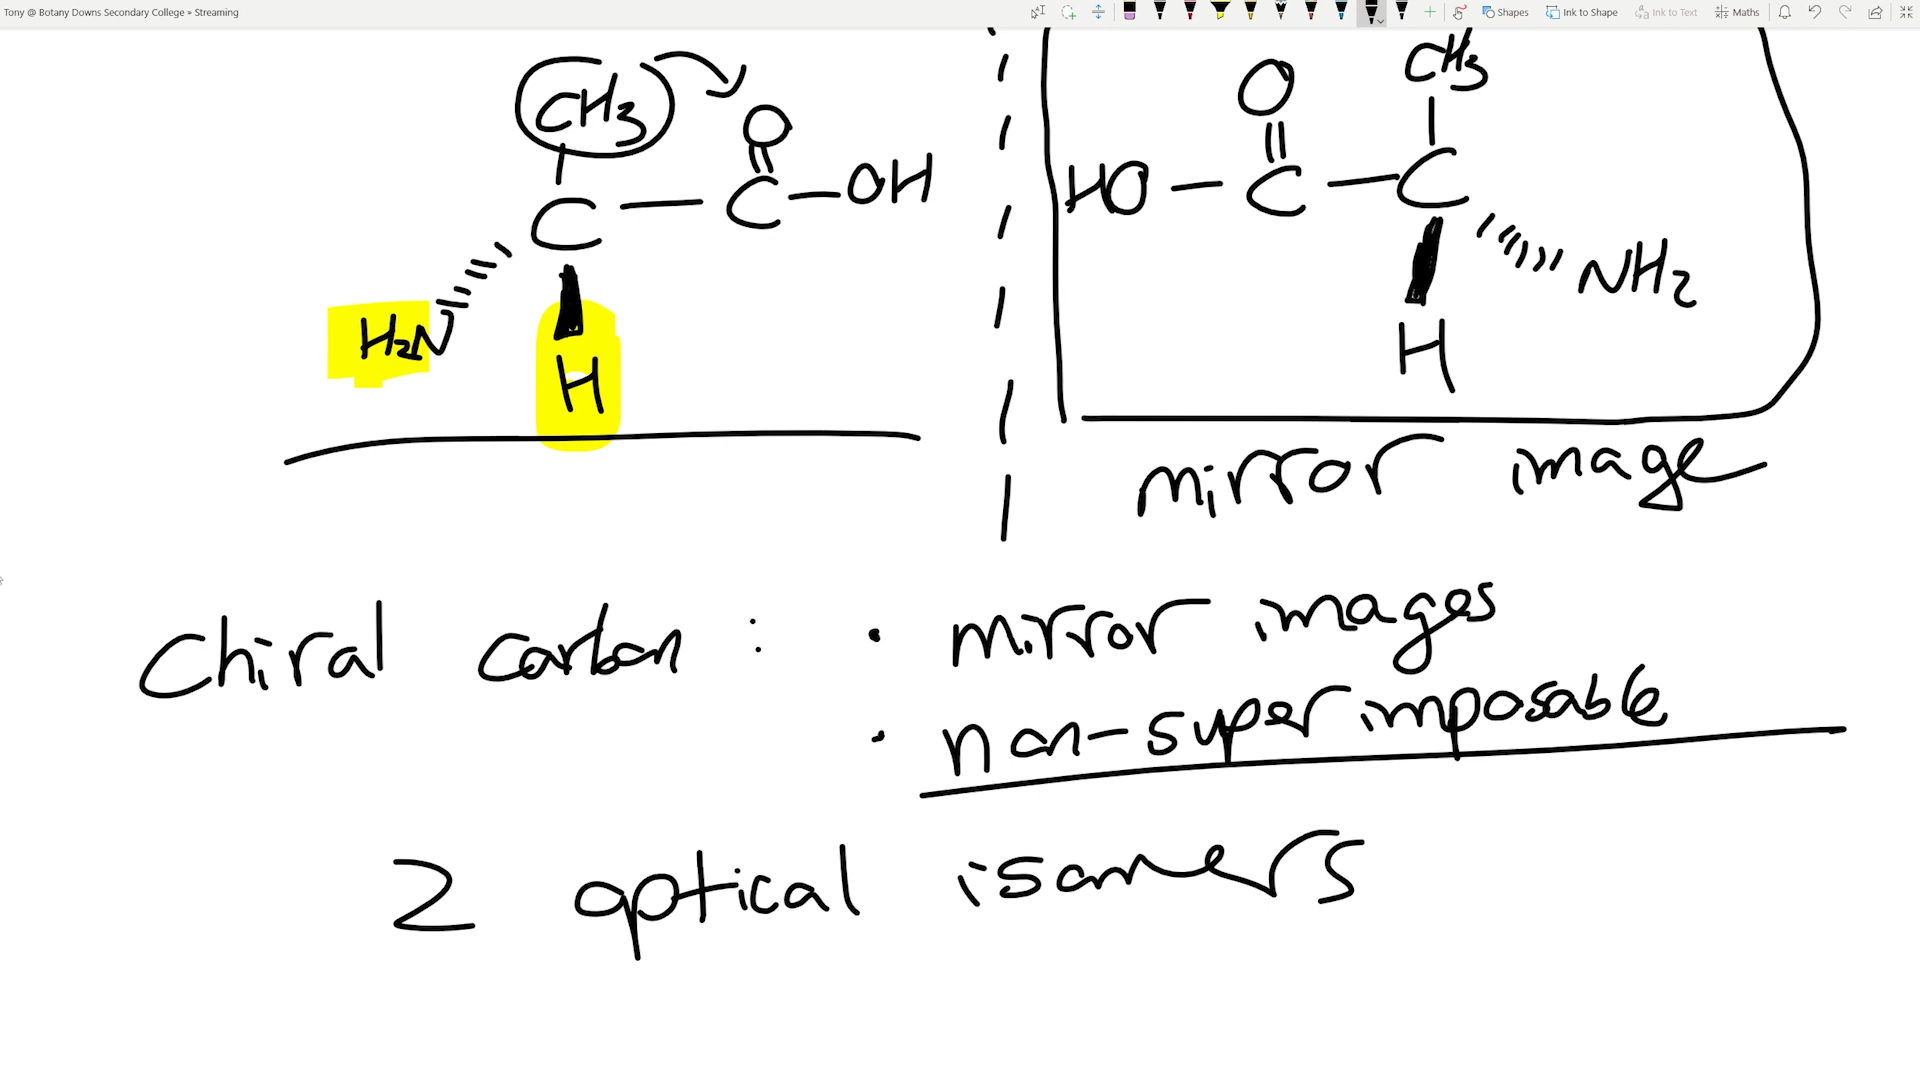 Tony @ Botany Downs Secondary College » Streaming
Shapes
Ink to Shape
Ink to Text
Maths
CH3
O
C — C — OH
H2N
H
CH3
O
HO — C — C
NH2
H
mirror image
Chiral carbon : • mirror images
• non-superimposable
2 optical isomers